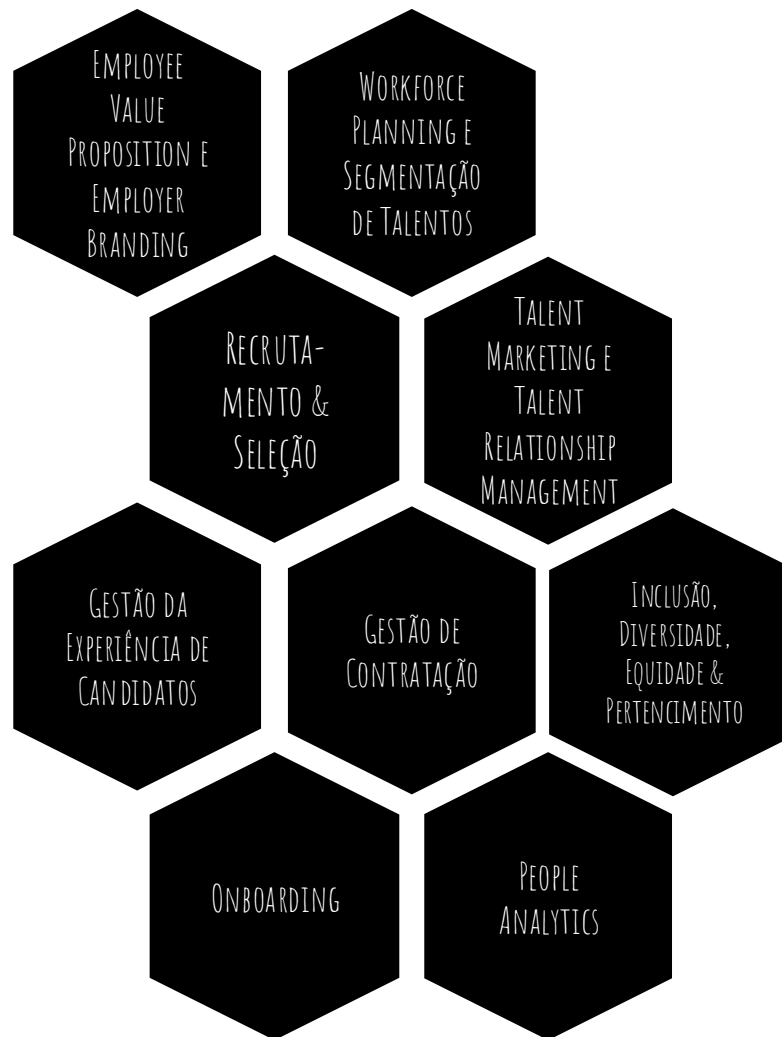 Employee
Value
Proposition e
Employer
Branding
Workforce
Planning e
Segmentação
de Talentos
Recruta-
mento &
Seleção
Talent
Marketing e
Talent
Relationship
Management
Gestão da
Experiência de
Candidatos
Gestão de
Contratação
Inclusão,
Diversidade,
Equidade &
Pertencimento
Onboarding
People
Analytics